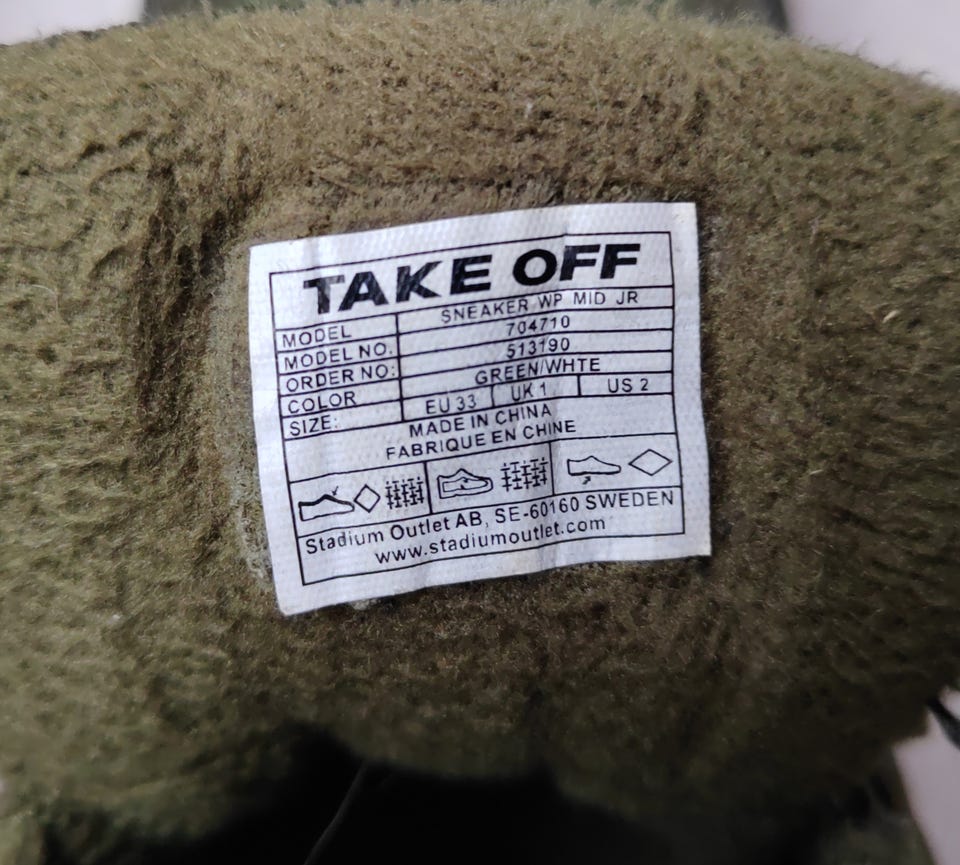 TAKE OFF
MODEL SNEAKER WP MID JR
MODEL NO. 704710
ORDER NO: 513190
COLOR GREEN/WHTE
SIZE: EU 33 UK 1 US 2
MADE IN CHINA
FABRIQUE EN CHINE
Stadium Outlet AB, SE-60160 SWEDEN
www.stadiumoutlet.com